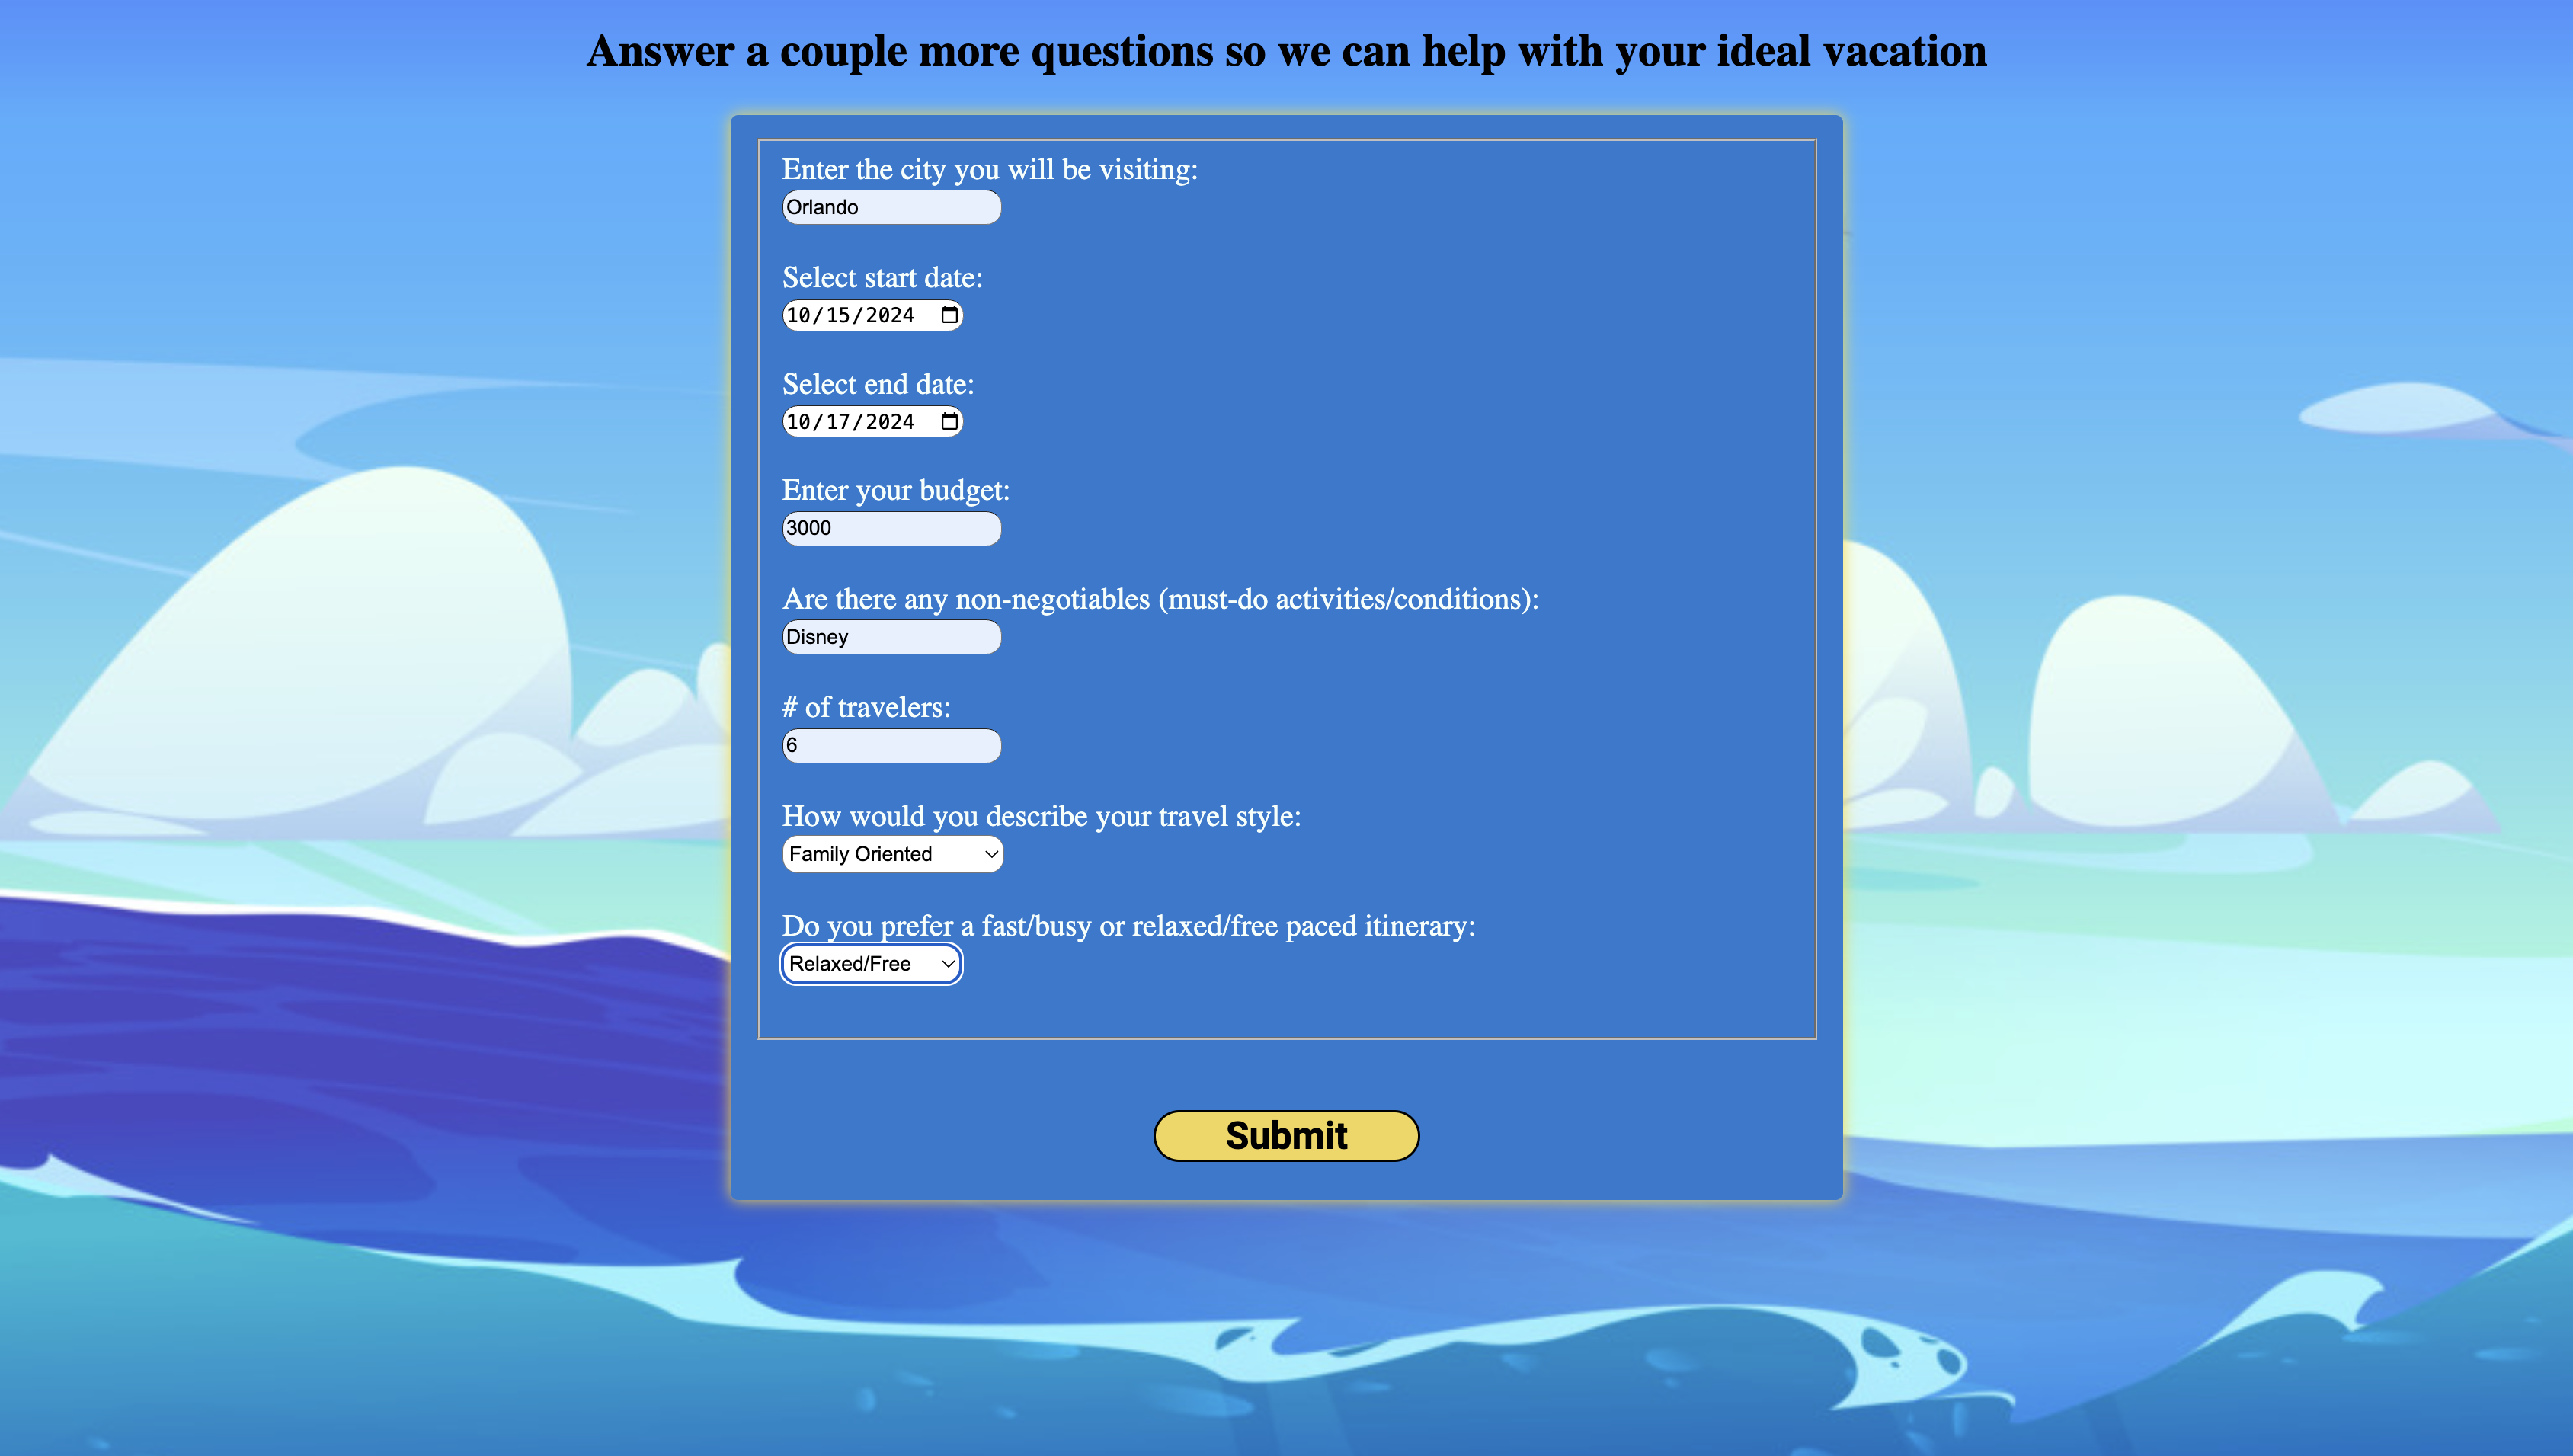 Answer a couple more questions so we can help with your ideal vacation
Enter the city you will be visiting:
Orlando
Select start date:
10/15/2024
Select end date:
10/17/2024
Enter your budget:
3000
Are there any non-negotiables (must-do activities/conditions):
Disney
# of travelers:
6
How would you describe your travel style:
Family Oriented
Do you prefer a fast/busy or relaxed/free paced itinerary:
Relaxed/Free
Submit